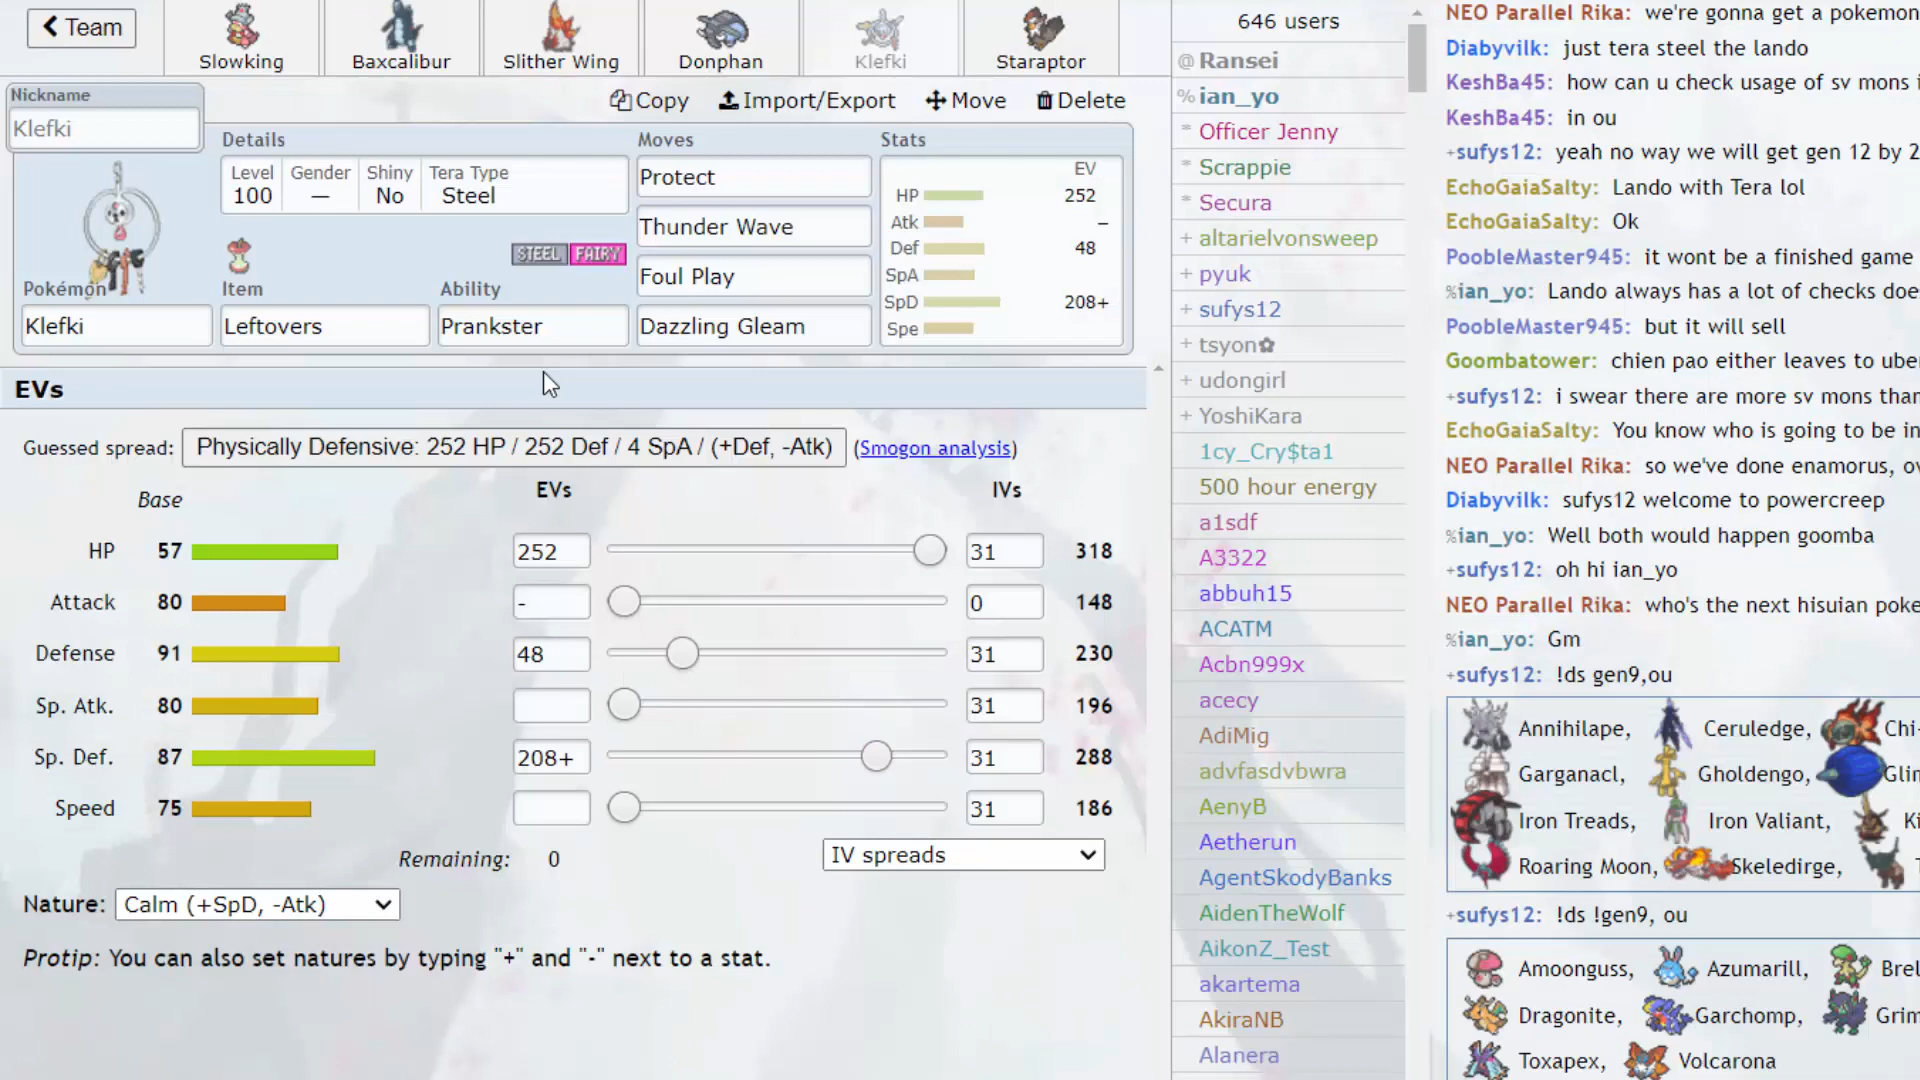 Team
Slowking
Baxcalibur
Slither Wing
Donphan
Klefki
Staraptor
Nickname
Klefki
Copy
Import/Export
Move
Delete
Details
Level
100
Gender
—
Shiny
No
Tera Type
Steel
STEEL FAIRY
Pokémon
Klefki
Item
Leftovers
Ability
Prankster
Moves
Protect
Thunder Wave
Foul Play
Dazzling Gleam
Stats
EV
HP 252
Atk –
Def 48
SpA
SpD 208+
Spe
EVs
Guessed spread: Physically Defensive: 252 HP / 252 Def / 4 SpA / (+Def, -Atk) (Smogon analysis)
Base EVs IVs
HP 57 252 31 318
Attack 80 - 0 148
Defense 91 48 31 230
Sp. Atk. 80 31 196
Sp. Def. 87 208+ 31 288
Speed 75 31 186
Remaining: 0
IV spreads
Nature: Calm (+SpD, -Atk)
Protip: You can also set natures by typing "+" and "-" next to a stat.
646 users
@Ransei
%ian_yo
* Officer Jenny
* Scrappie
* Secura
+ altarielvonsweep
+ pyuk
+ sufys12
+ tsyon✿
+ udongirl
+ YoshiKara
1cy_Cry$ta1
500 hour energy
a1sdf
A3322
abbuh15
ACATM
Acbn999x
acecy
AdiMig
advfasdvbwra
AenyB
Aetherun
AgentSkodyBanks
AidenTheWolf
AikonZ_Test
akartema
AkiraNB
Alanera
NEO Parallel Rika: we're gonna get a pokemon
Diabyvilk: just tera steel the lando
KeshBa45: how can u check usage of sv mons i
KeshBa45: in ou
+sufys12: yeah no way we will get gen 12 by 2
EchoGaiaSalty: Lando with Tera lol
EchoGaiaSalty: Ok
PoobleMaster945: it wont be a finished game
%ian_yo: Lando always has a lot of checks doe
PoobleMaster945: but it will sell
Goombatower: chien pao either leaves to ube
+sufys12: i swear there are more sv mons than
EchoGaiaSalty: You know who is going to be in
NEO Parallel Rika: so we've done enamorus, ov
Diabyvilk: sufys12 welcome to powercreep
%ian_yo: Well both would happen goomba
+sufys12: oh hi ian_yo
NEO Parallel Rika: who's the next hisuian poke
%ian_yo: Gm
+sufys12: !ds gen9,ou
Annihilape, Ceruledge, Chi-
Garganacl, Gholdengo, Glim
Iron Treads, Iron Valiant, Ki
Roaring Moon, Skeledirge, T
+sufys12: !ds !gen9, ou
Amoonguss, Azumarill, Brel
Dragonite, Garchomp, Grim
Toxapex, Volcarona